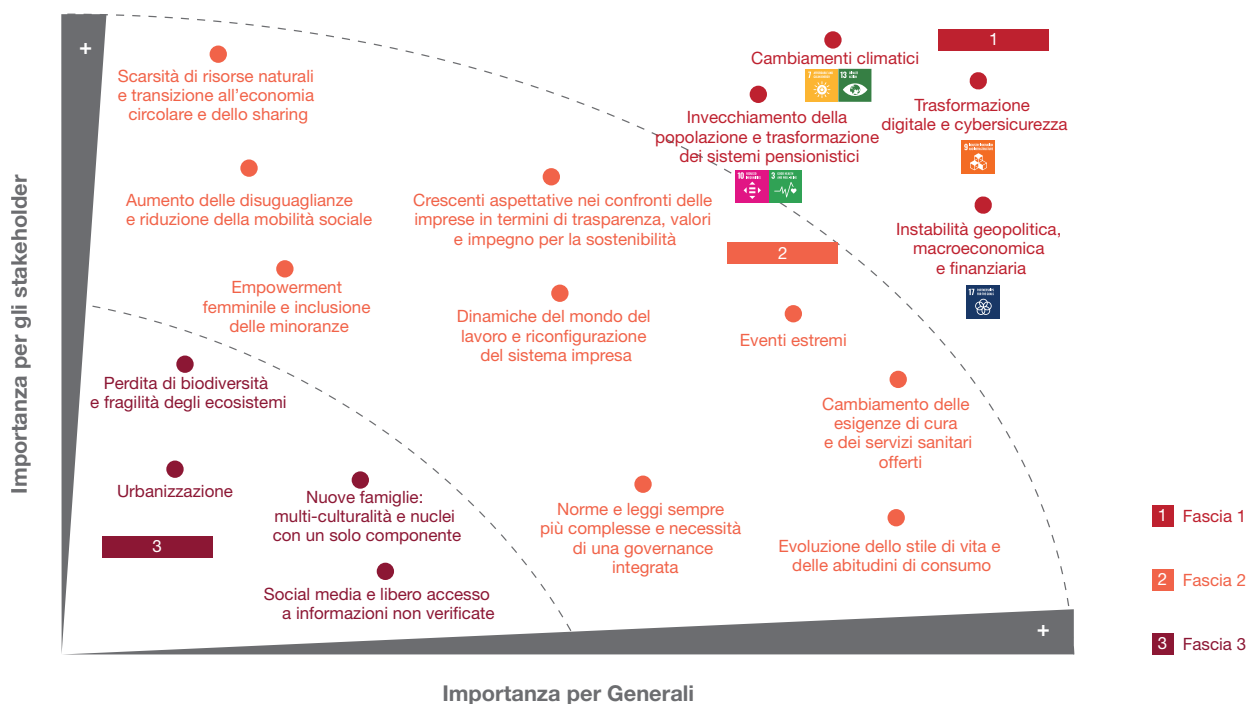 Importanza per gli stakeholder
+
Scarsità di risorse naturali
e transizione all'economia
circolare e dello sharing
Cambiamenti climatici
7
13
1
Trasformazione
digitale e cybersicurezza
9
Invecchiamento della
popolazione e trasformazione
dei sistemi pensionistici
10
3
Aumento delle disuguaglianze
e riduzione della mobilità sociale
Crescenti aspettative nei confronti delle
imprese in termini di trasparenza, valori
e impegno per la sostenibilità
Instabilità geopolitica,
macroeconomica
e finanziaria
17
2
Empowerment
femminile e inclusione
delle minoranze
Dinamiche del mondo del
lavoro e riconfigurazione
del sistema impresa
Eventi estremi
Perdita di biodiversità
e fragilità degli ecosistemi
Cambiamento delle
esigenze di cura
e dei servizi sanitari
offerti
Urbanizzazione
3
Nuove famiglie:
multi-culturalità e nuclei
con un solo componente
Norme e leggi sempre
più complesse e necessità
di una governance
integrata
Evoluzione dello stile di vita e
delle abitudini di consumo
Social media e libero accesso
a informazioni non verificate
+
1 Fascia 1
2 Fascia 2
3 Fascia 3
Importanza per Generali